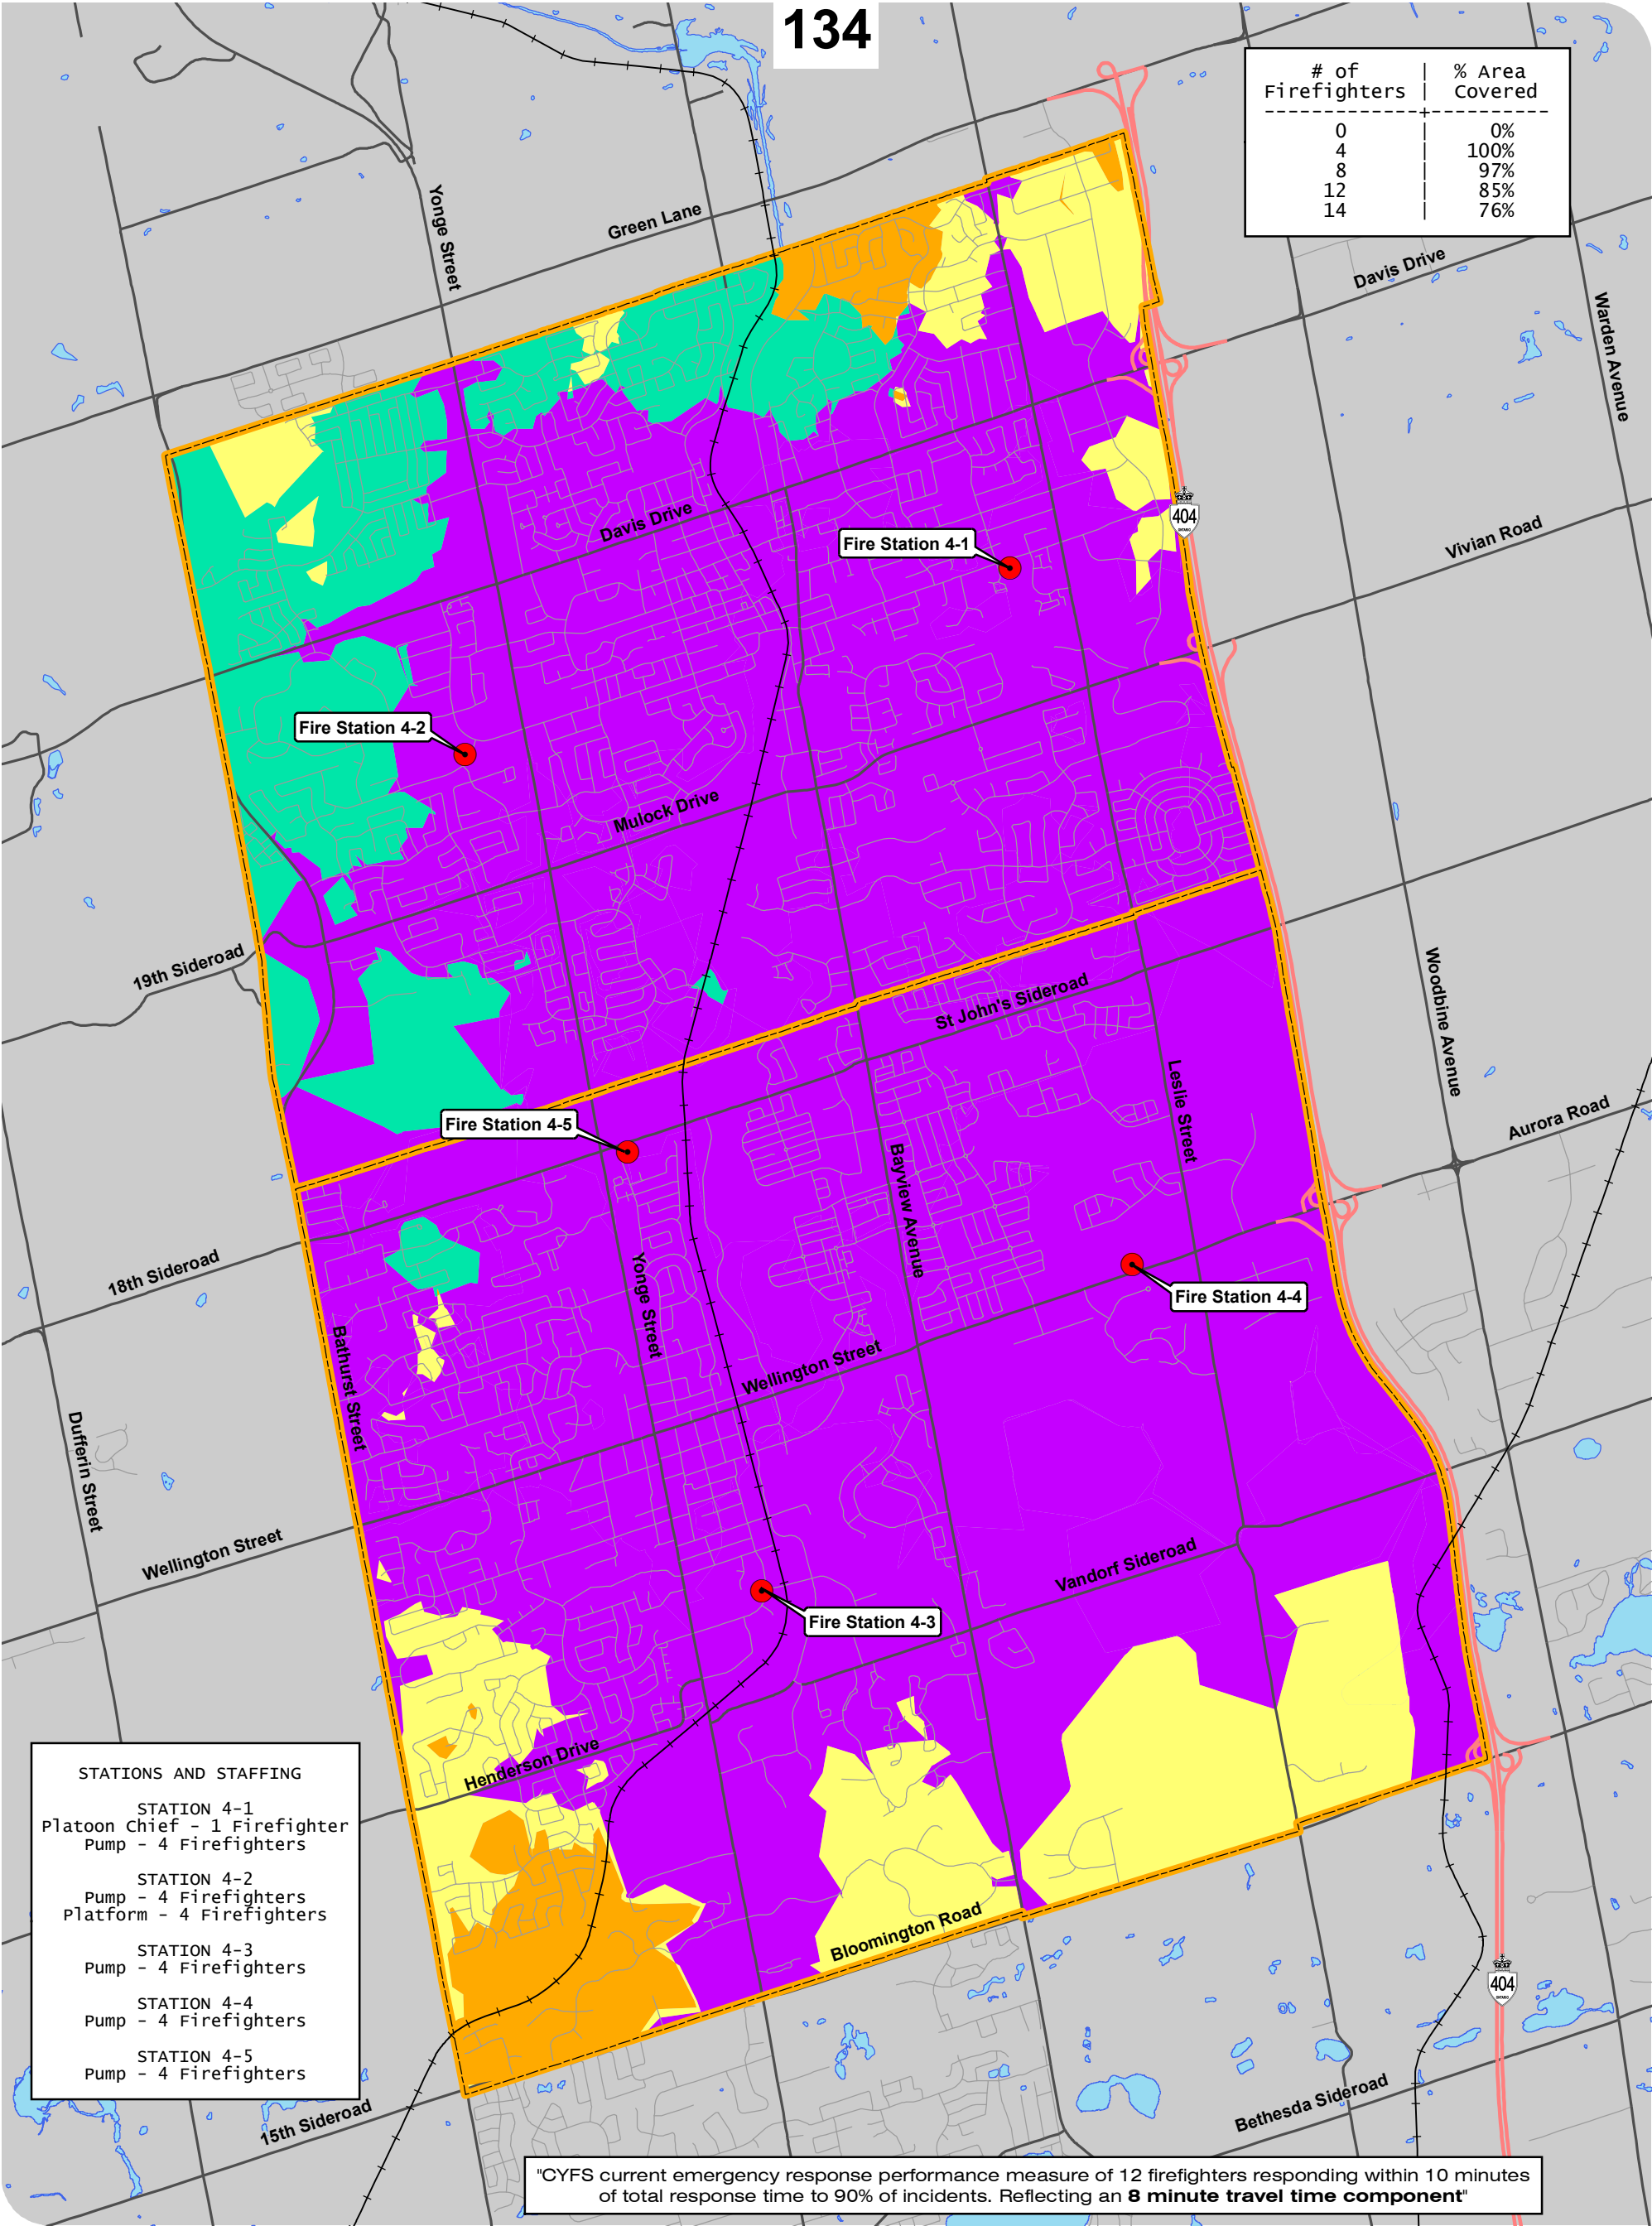 134
# of | % Area
Firefighters | Covered
------------+----------
0 | 0%
4 | 100%
8 | 97%
12 | 85%
14 | 76%
Yonge Street
Green Lane
Davis Drive
Warden Avenue
Davis Drive
Fire Station 4-1
404
ONTARIO
Vivian Road
Fire Station 4-2
Mulock Drive
19th Sideroad
St John's Sideroad
Woodbine Avenue
Leslie Street
Aurora Road
Fire Station 4-5
Bayview Avenue
18th Sideroad
Yonge Street
Fire Station 4-4
Bathurst Street
Wellington Street
Dufferin Street
Wellington Street
Vandorf Sideroad
Fire Station 4-3
Henderson Drive
Bloomington Road
404
ONTARIO
STATIONS AND STAFFING
STATION 4-1
Platoon Chief - 1 Firefighter
Pump - 4 Firefighters
STATION 4-2
Pump - 4 Firefighters
Platform - 4 Firefighters
STATION 4-3
Pump - 4 Firefighters
STATION 4-4
Pump - 4 Firefighters
STATION 4-5
Pump - 4 Firefighters
15th Sideroad
Bethesda Sideroad
"CYFS current emergency response performance measure of 12 firefighters responding within 10 minutes
of total response time to 90% of incidents. Reflecting an 8 minute travel time component"